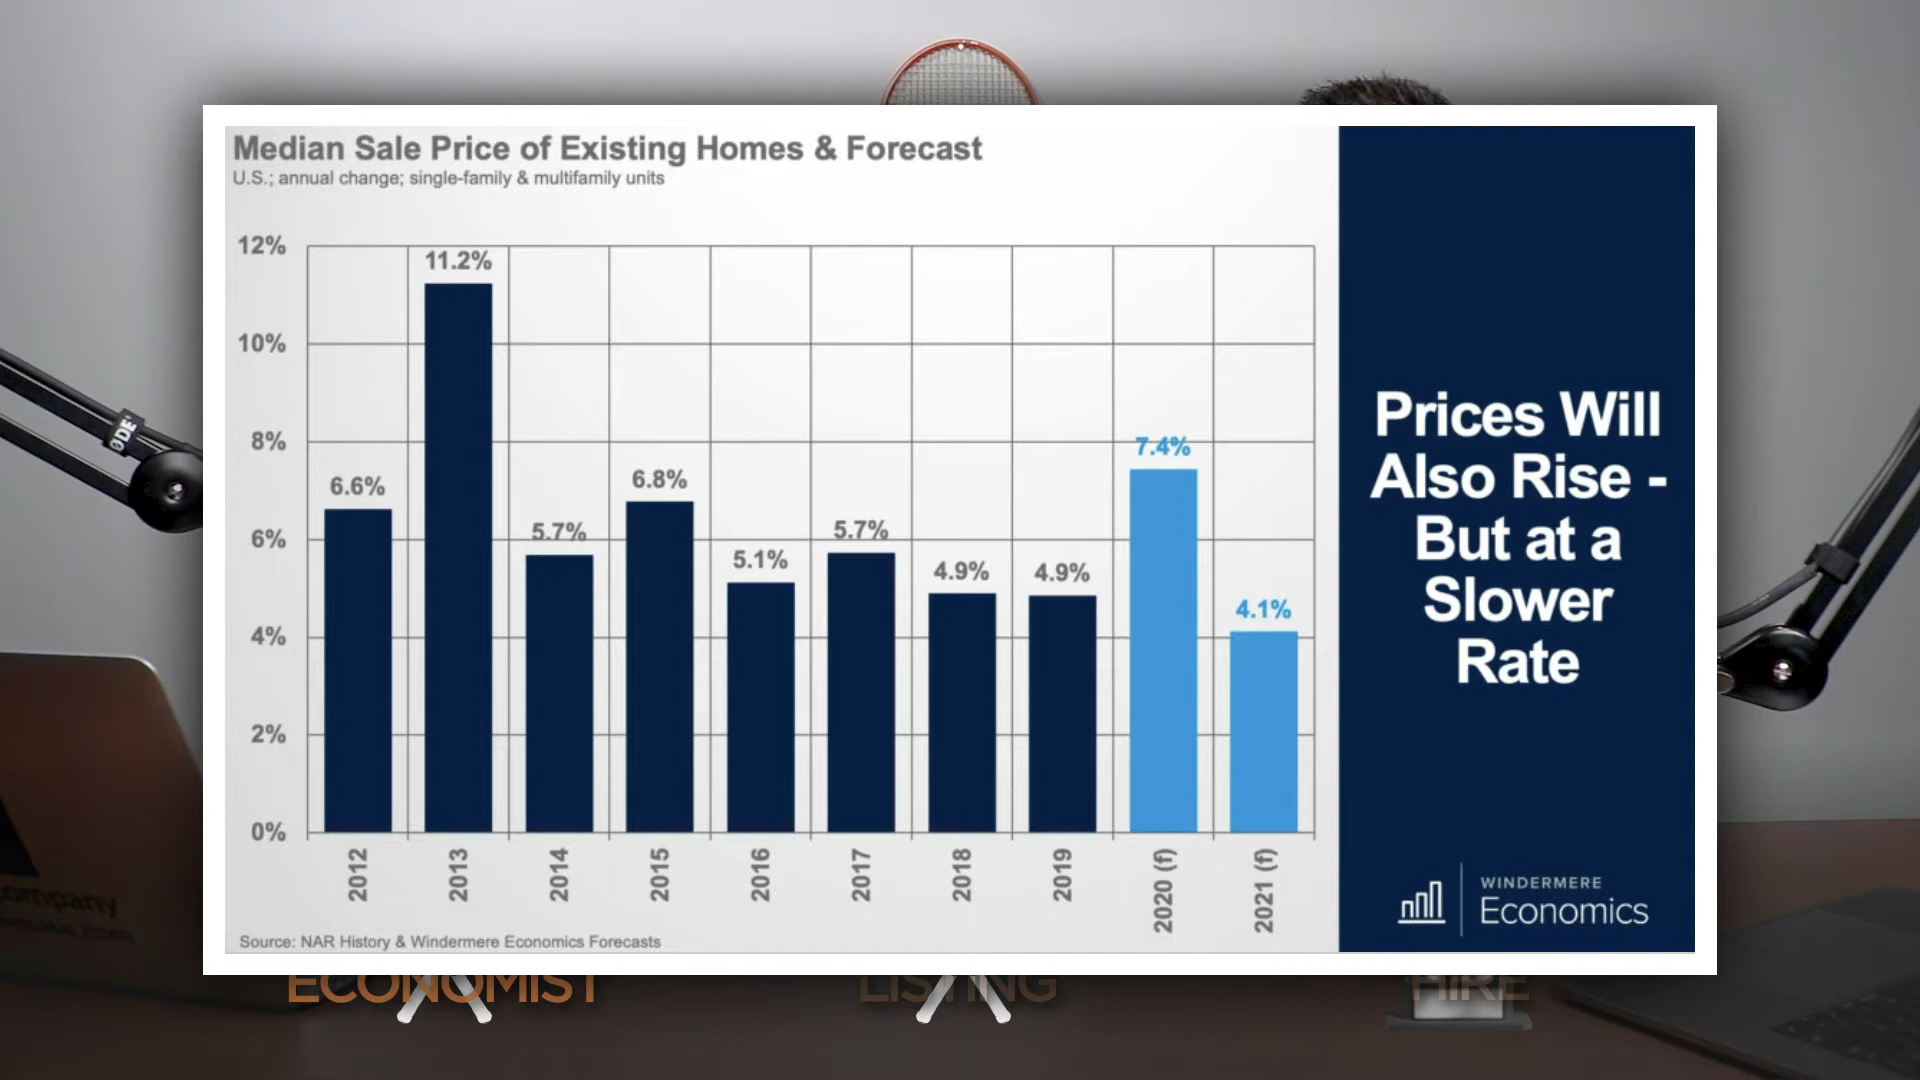 Median Sale Price of Existing Homes & Forecast
U.S.; annual change; single-family & multifamily units
12%
10%
8%
6%
4%
2%
0%
6.6%
11.2%
5.7%
6.8%
5.1%
5.7%
4.9%
4.9%
7.4%
4.1%
2012
2013
2014
2015
2016
2017
2018
2019
2020 (f)
2021 (f)
Source: NAR History & Windermere Economics Forecasts
Prices Will
Also Rise -
But at a
Slower
Rate
WINDERMERE
Economics
ECONOMIST
LISTING
HIRE
company